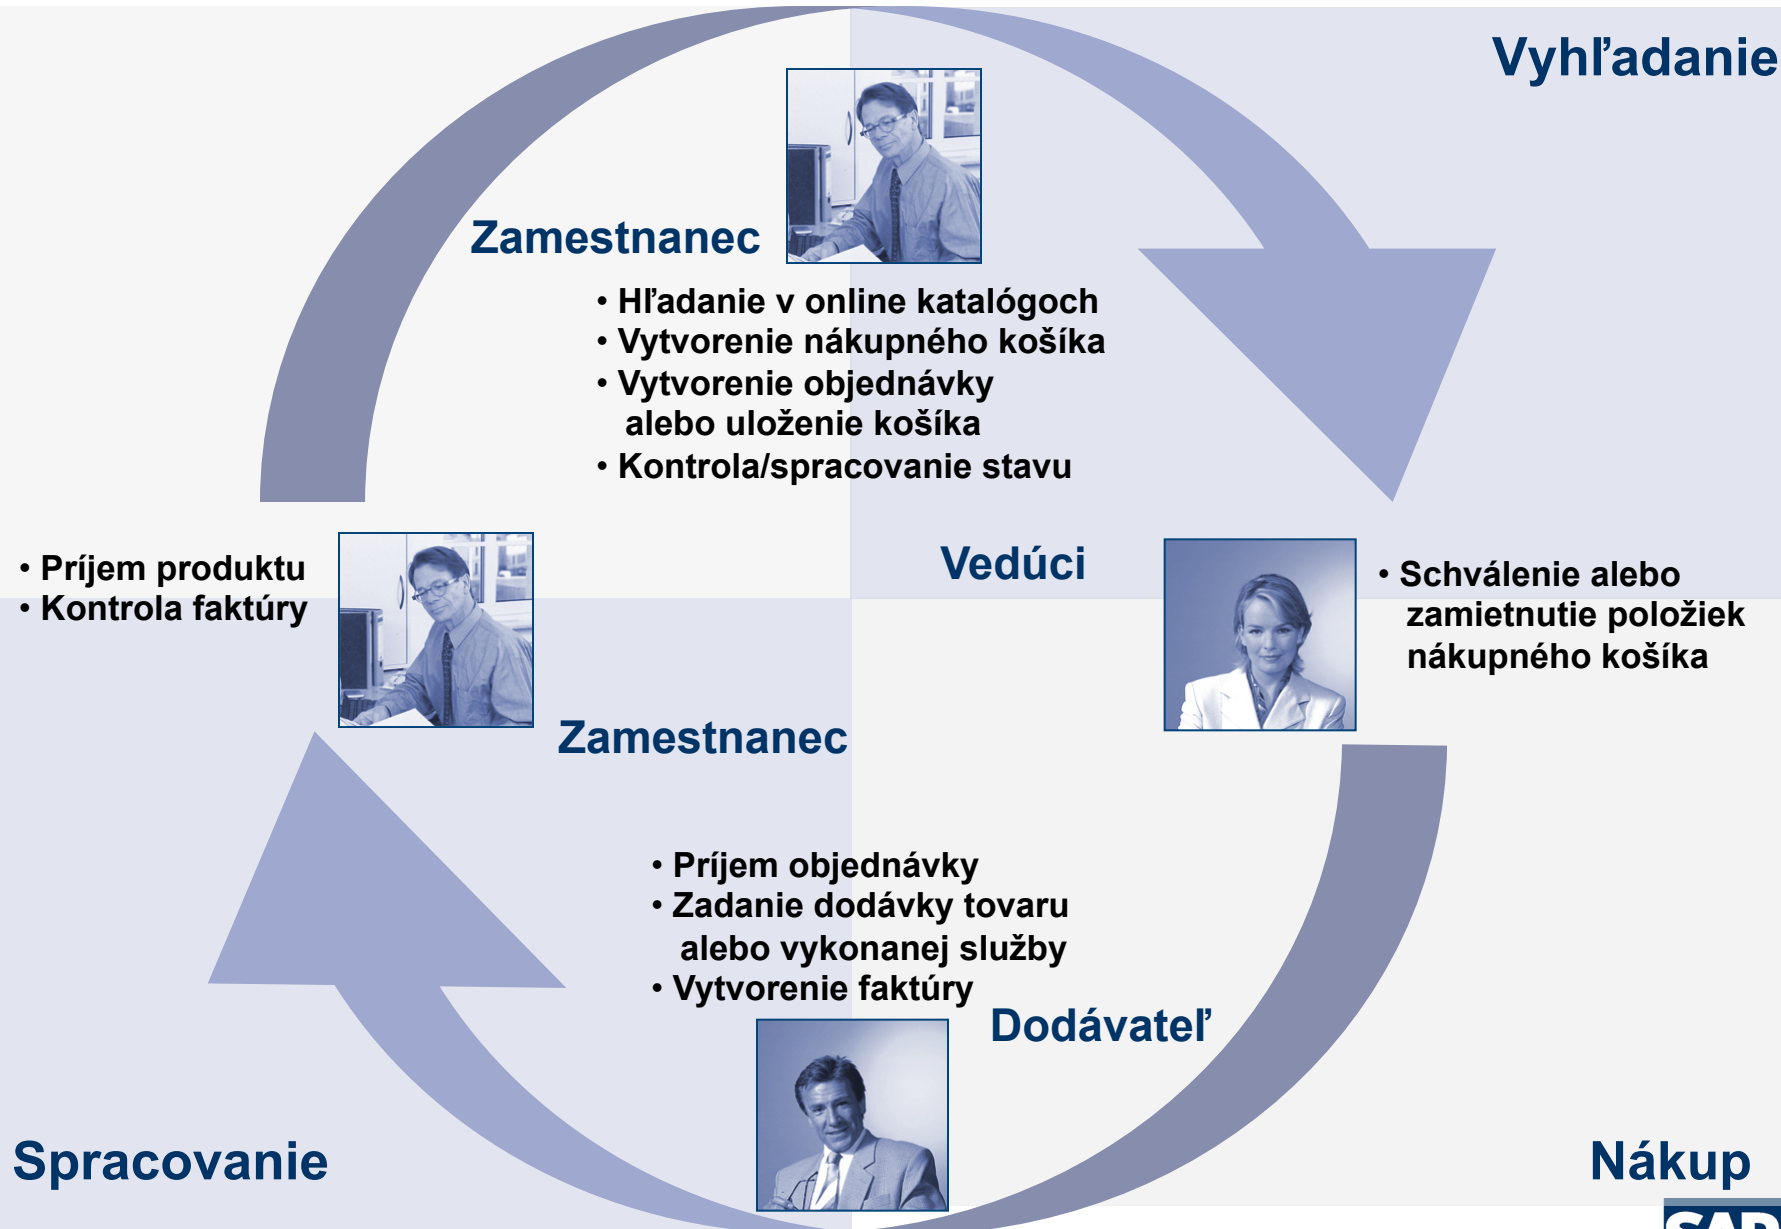 Vyhľadanie
Zamestnanec
• Hľadanie v online katalógoch
• Vytvorenie nákupného košíka
• Vytvorenie objednávky
alebo uloženie košíka
• Kontrola/spracovanie stavu
• Príjem produktu
• Kontrola faktúry
Zamestnanec
Vedúci
• Schválenie alebo
zamietnutie položiek
nákupného košíka
• Príjem objednávky
• Zadanie dodávky tovaru
alebo vykonanej služby
• Vytvorenie faktúry
Dodávateľ
Spracovanie
Nákup
SAP